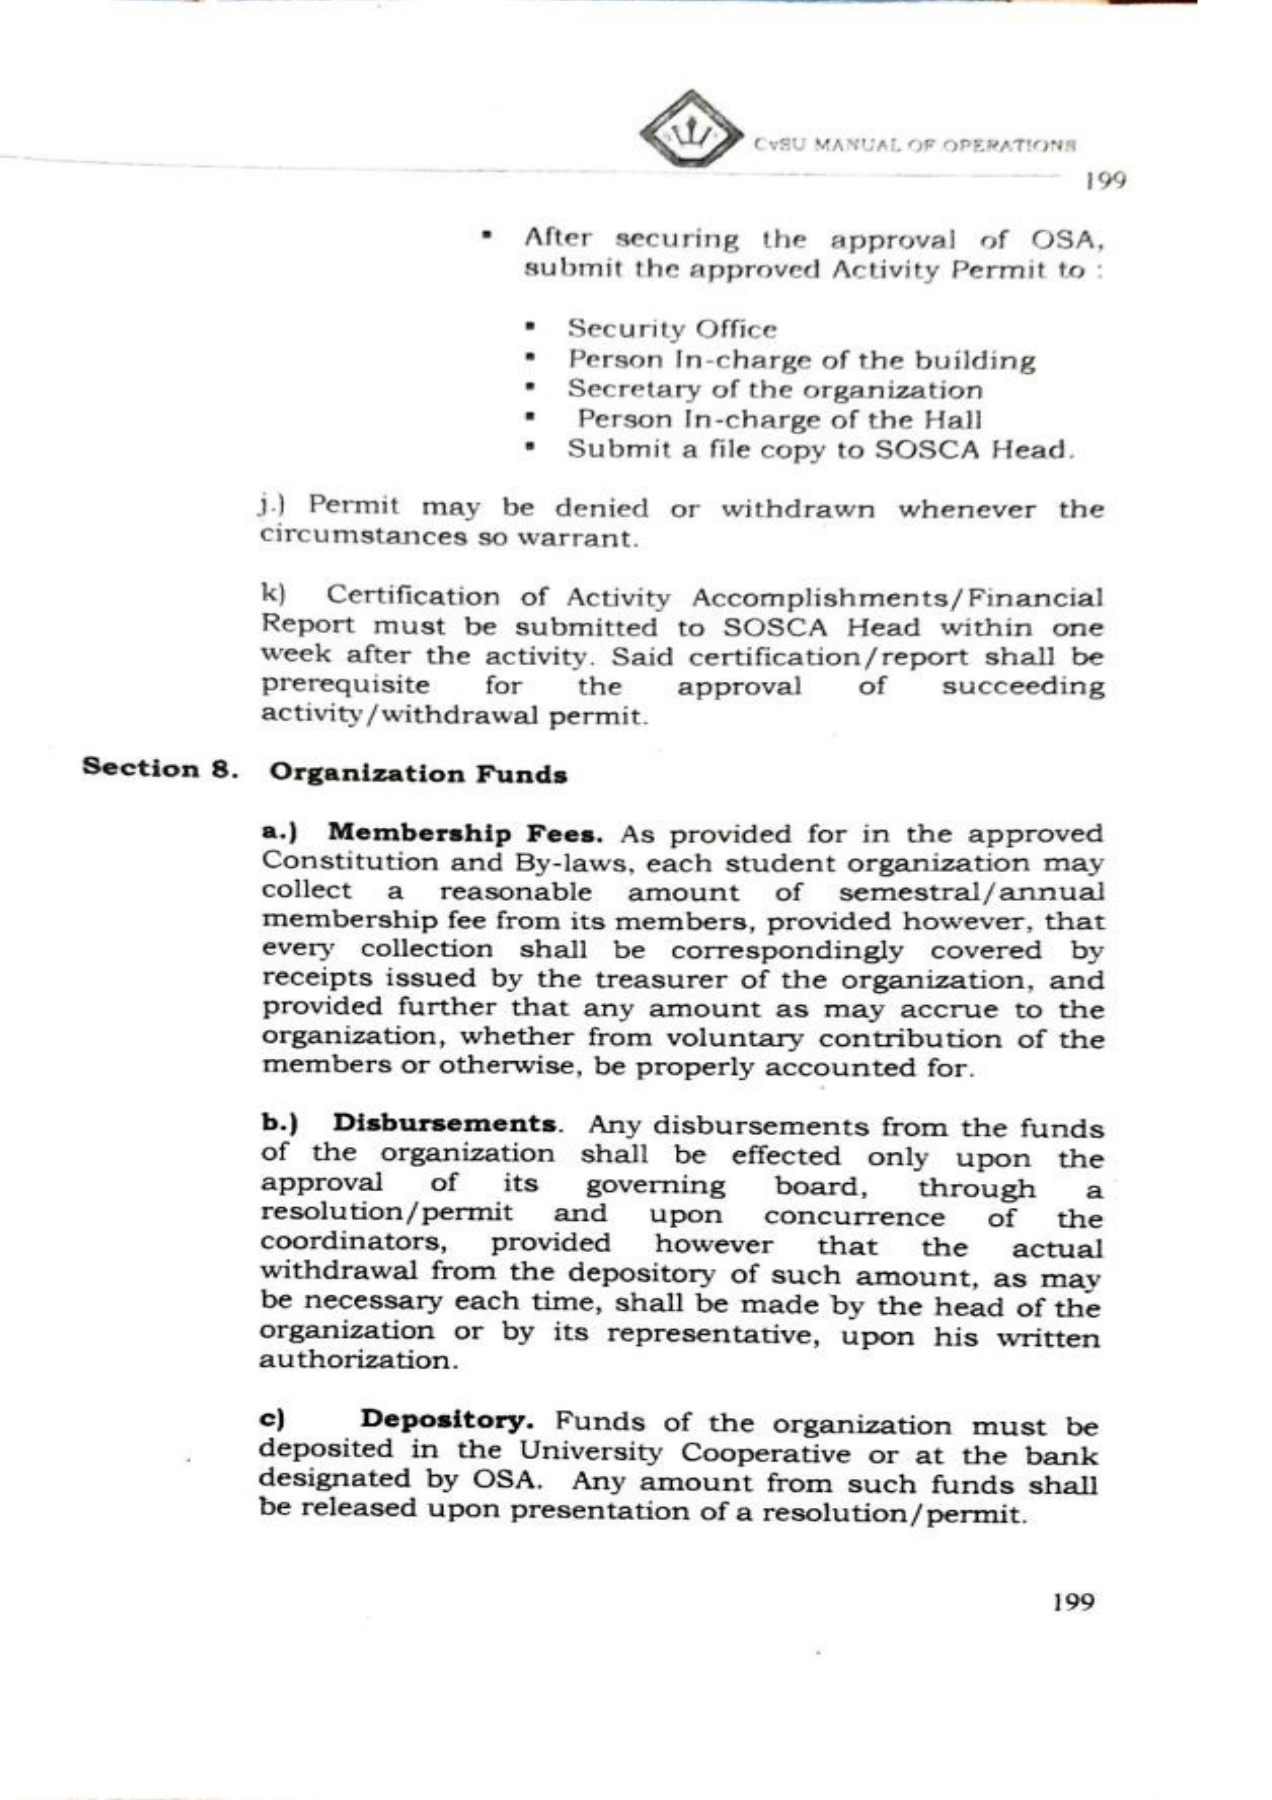 CvSU MANUAL OF OPERATIONS
199
▪ After securing the approval of OSA,
submit the approved Activity Permit to :
▪ Security Office
▪ Person In-charge of the building
▪ Secretary of the organization
▪ Person In-charge of the Hall
▪ Submit a file copy to SOSCA Head.
j.) Permit may be denied or withdrawn whenever the
circumstances so warrant.
k) Certification of Activity Accomplishments/Financial
Report must be submitted to SOSCA Head within one
week after the activity. Said certification/report shall be
prerequisite for the approval of succeeding
activity/withdrawal permit.
Section 8. Organization Funds
a.) Membership Fees. As provided for in the approved
Constitution and By-laws, each student organization may
collect a reasonable amount of semestral/annual
membership fee from its members, provided however, that
every collection shall be correspondingly covered by
receipts issued by the treasurer of the organization, and
provided further that any amount as may accrue to the
organization, whether from voluntary contribution of the
members or otherwise, be properly accounted for.
b.) Disbursements. Any disbursements from the funds
of the organization shall be effected only upon the
approval of its governing board, through a
resolution/permit and upon concurrence of the
coordinators, provided however that the actual
withdrawal from the depository of such amount, as may
be necessary each time, shall be made by the head of the
organization or by its representative, upon his written
authorization.
c) Depository. Funds of the organization must be
deposited in the University Cooperative or at the bank
designated by OSA. Any amount from such funds shall
be released upon presentation of a resolution/permit.
199